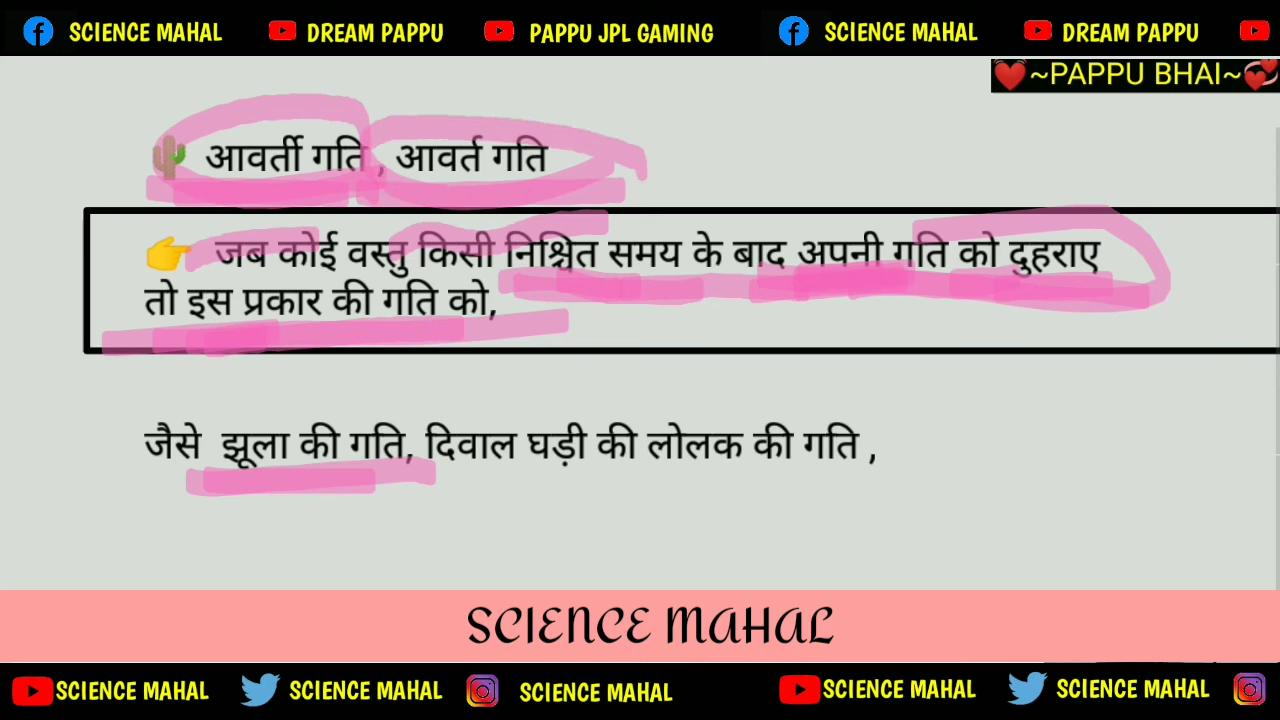 SCIENCE MAHAL DREAM PAPPU PAPPU JPL GAMING SCIENCE MAHAL DREAM PAPPU
~PAPPU BHAI~
आवर्ती गति , आवर्त गति
जब कोई वस्तु किसी निश्चित समय के बाद अपनी गति को दुहराए
तो इस प्रकार की गति को,
जैसे झूला की गति, दिवाल घड़ी की लोलक की गति ,
SCIENCE MAHAL
SCIENCE MAHAL SCIENCE MAHAL SCIENCE MAHAL SCIENCE MAHAL SCIENCE MAHAL